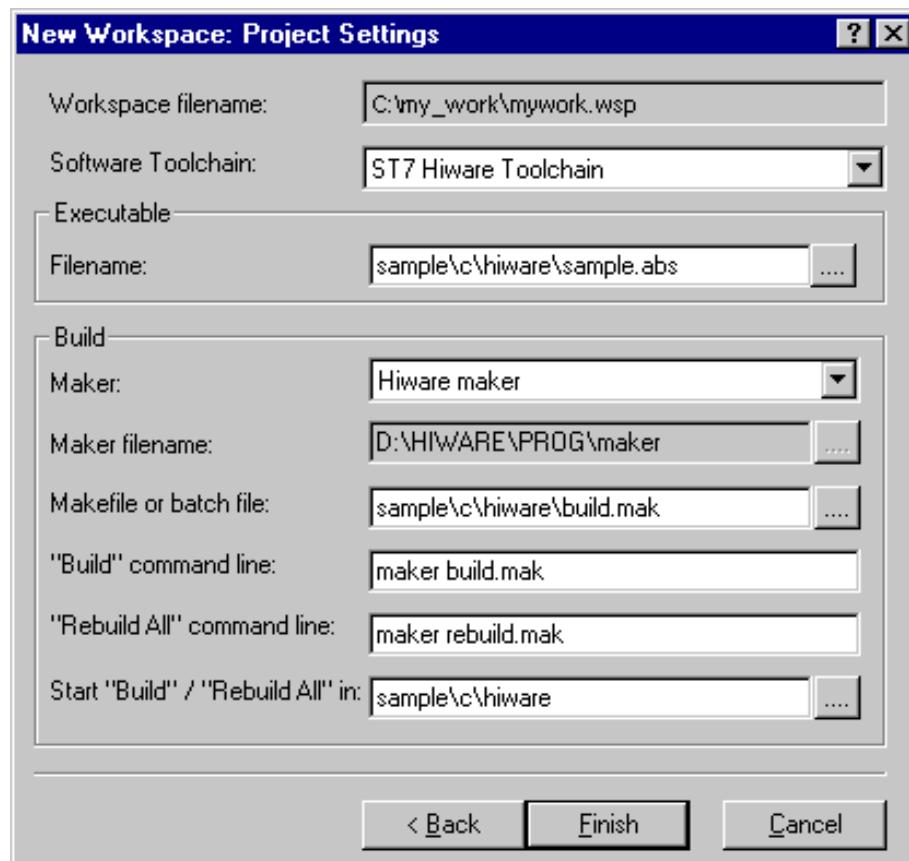 New Workspace: Project Settings
Workspace filename: C:\my_work\mywork.wsp
Software Toolchain: ST7 Hiware Toolchain
Executable
Filename: sample\c\hiware\sample.abs ....
Build
Maker: Hiware maker
Maker filename: D:\HIWARE\PROG\maker ....
Makefile or batch file: sample\c\hiware\build.mak ....
"Build" command line: maker build.mak
"Rebuild All" command line: maker rebuild.mak
Start "Build" / "Rebuild All" in: sample\c\hiware ....
< Back Finish Cancel